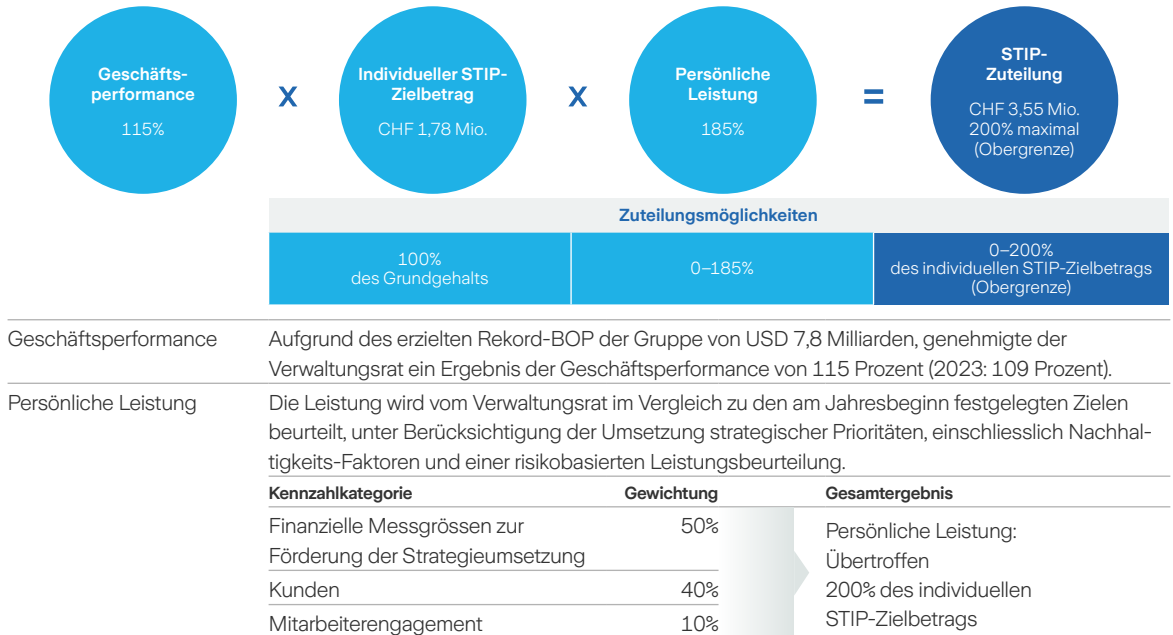 Geschäfts-
performance
115%
X
Individueller STIP-
Zielbetrag
CHF 1,78 Mio.
X
Persönliche
Leistung
185%
=
STIP-
Zuteilung
CHF 3,55 Mio.
200% maximal
(Obergrenze)
Zuteilungsmöglichkeiten
100%
des Grundgehalts
0–185%
0–200%
des individuellen STIP-Zielbetrags
(Obergrenze)
Geschäftsperformance
Aufgrund des erzielten Rekord-BOP der Gruppe von USD 7,8 Milliarden, genehmigte der
Verwaltungsrat ein Ergebnis der Geschäftsperformance von 115 Prozent (2023: 109 Prozent).
Persönliche Leistung
Die Leistung wird vom Verwaltungsrat im Vergleich zu den am Jahresbeginn festgelegten Zielen
beurteilt, unter Berücksichtigung der Umsetzung strategischer Prioritäten, einschliesslich Nachhal-
tigkeits-Faktoren und einer risikobasierten Leistungsbeurteilung.
Kennzahlkategorie Gewichtung Gesamtergebnis
Finanzielle Messgrössen zur 50%
Förderung der Strategieumsetzung
Kunden 40%
Mitarbeiterengagement 10%
Persönliche Leistung:
Übertroffen
200% des individuellen
STIP-Zielbetrags